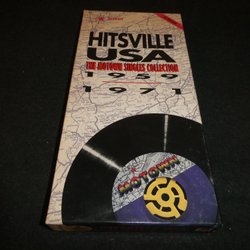 HITSVILLE
USA
THE MOTOWN SINGLES COLLECTION
1959
1971
MOTOWN